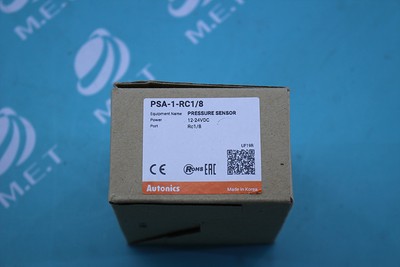 PSA-1-RC1/8
Equipment Name PRESSURE SENSOR
Power 12-24VDC
Port Rc1/8
CE RoHS EAC
Autonics
Made in Korea
M.E.T
M.E.T